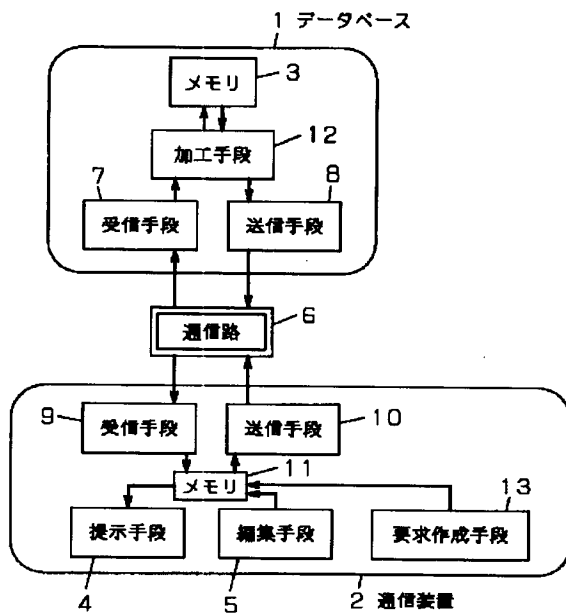 1 データベース
3
メモリ
12
加工手段
7
8
受信手段
送信手段
6
通信路
9
10
受信手段
送信手段
11
メモリ
13
提示手段
編集手段
要求作成手段
4
5
2 通信装置